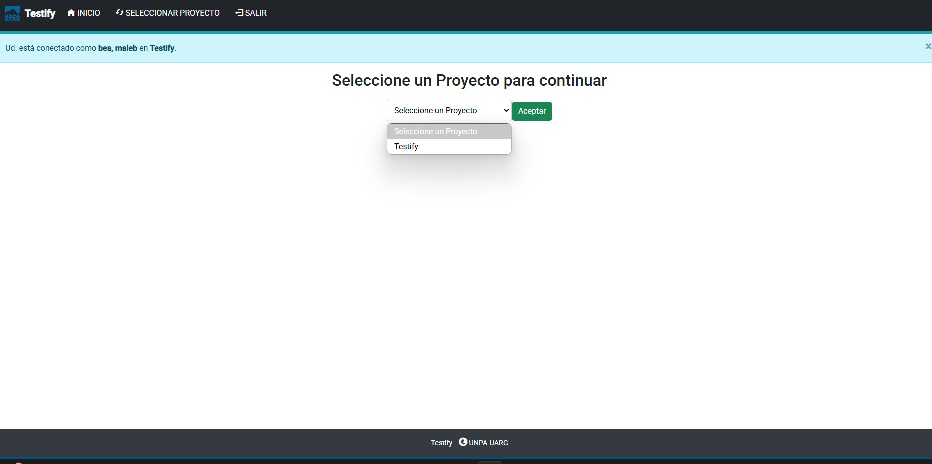 Testify INICIO SELECCIONAR PROYECTO SALIR
Ud. está conectado como bea, maleb en Testify.
×
Seleccione un Proyecto para continuar
Seleccione un Proyecto Aceptar
Seleccione un Proyecto
Testify
Testify UNPA-UARG